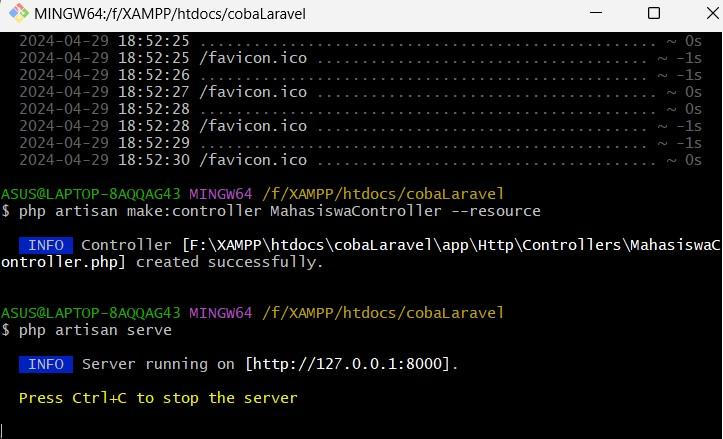 MINGW64:/f/XAMPP/htdocs/cobaLaravel
2024-04-29 18:52:25 ........................................... ~ 0s
2024-04-29 18:52:25 /favicon.ico ............................... ~ -1s
2024-04-29 18:52:26 ........................................... ~ -1s
2024-04-29 18:52:27 /favicon.ico ............................... ~ 0s
2024-04-29 18:52:28 ........................................... ~ 0s
2024-04-29 18:52:28 /favicon.ico ............................... ~ -1s
2024-04-29 18:52:29 ........................................... ~ -1s
2024-04-29 18:52:30 /favicon.ico ............................... ~ 0s
ASUS@LAPTOP-8AQQAG43 MINGW64 /f/XAMPP/htdocs/cobaLaravel
$ php artisan make:controller MahasiswaController --resource
INFO Controller [F:\XAMPP\htdocs\cobaLaravel\app\Http\Controllers\MahasiswaC
ontroller.php] created successfully.
ASUS@LAPTOP-8AQQAG43 MINGW64 /f/XAMPP/htdocs/cobaLaravel
$ php artisan serve
INFO Server running on [http://127.0.0.1:8000].
Press Ctrl+C to stop the server